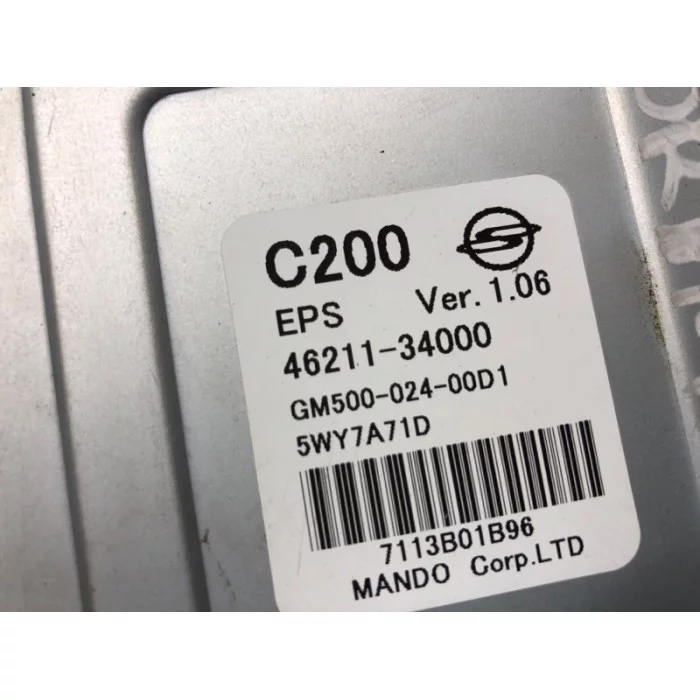 C200
EPS Ver. 1.06
46211-34000
GM500-024-00D1
5WY7A71D
7113B01B96
MANDO Corp.LTD